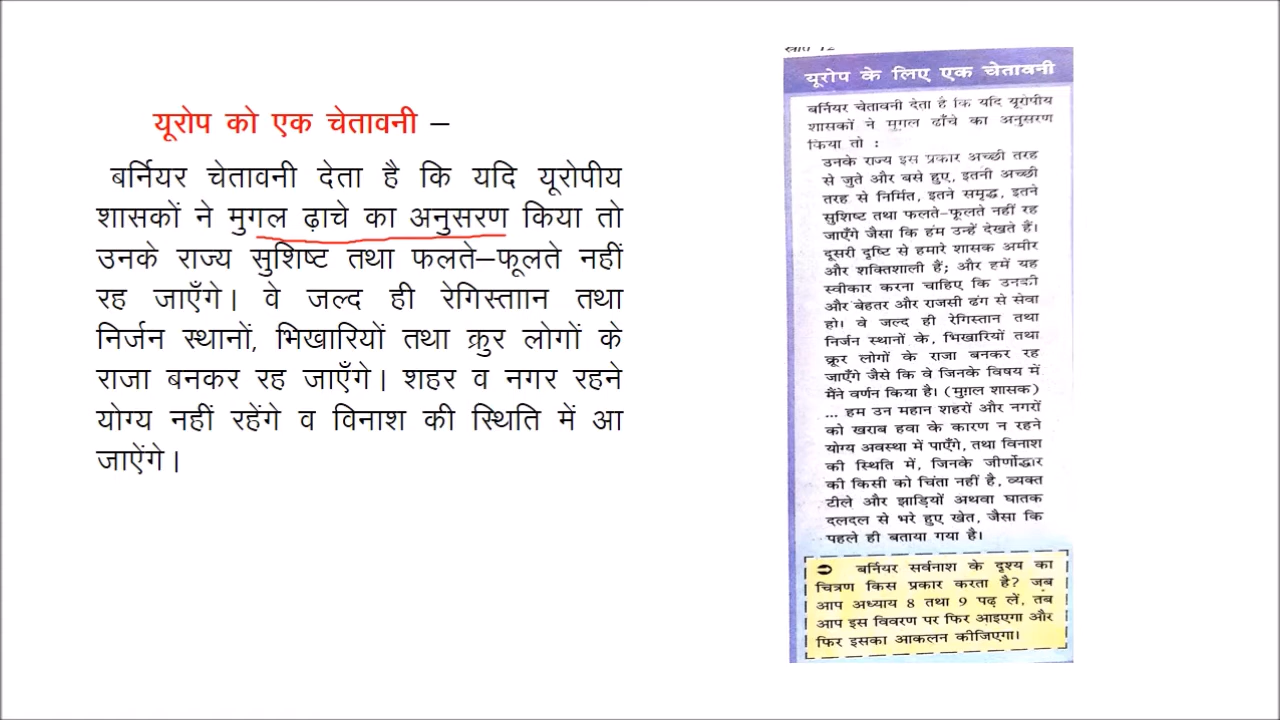 यूरोप को एक चेतावनी –
बर्नियर चेतावनी देता है कि यदि यूरोपीय
शासकों ने मुगल ढ़ाचे का अनुसरण किया तो
उनके राज्य सुशिष्ट तथा फलते–फूलते नहीं
रह जाएँगे। वे जल्द ही रेगिस्ताान तथा
निर्जन स्थानों, भिखारियों तथा क्रुर लोगों के
राजा बनकर रह जाएँगे। शहर व नगर रहने
योग्य नहीं रहेंगे व विनाश की स्थिति में आ
जाऐंगे।
यूरोप के लिए एक चेतावनी
बर्नियर चेतावनी देता है कि यदि यूरोपीय
शासकों ने मुगल ढाँचे का अनुसरण
किया तो :
उनके राज्य इस प्रकार अच्छी तरह
से जुते और बसे हुए, इतनी अच्छी
तरह से निर्मित, इतने समृद्ध, इतने
सुशिष्ट तथा फलते-फूलते नहीं रह
जाएँगे जैसा कि हम उन्हें देखते हैं।
दूसरी दृष्टि से हमारे शासक अमीर
और शक्तिशाली हैं; और हमें यह
स्वीकार करना चाहिए कि उनकी
और बेहतर और राजसी ढंग से सेवा
हो। वे जल्द ही रेगिस्तान तथा
निर्जन स्थानों के, भिखारियों तथा
क्रूर लोगों के राजा बनकर रह
जाएँगे जैसे कि वे जिनके विषय में
मैंने वर्णन किया है। (मुग़ल शासक)
... हम उन महान शहरों और नगरों
को खराब हवा के कारण न रहने
योग्य अवस्था में पाएँगे, तथा विनाश
की स्थिति में, जिनके जीर्णोद्धार
की किसी को चिंता नहीं है, व्यक्त
टीले और झाड़ियों अथवा घातक
दलदल से भरे हुए खेत, जैसा कि
पहले ही बताया गया है।
बर्नियर सर्वनाश के दृश्य का
चित्रण किस प्रकार करता है? जब
आप अध्याय 8 तथा 9 पढ़ लें, तब
आप इस विवरण पर फिर आइएगा और
फिर इसका आकलन कीजिएगा।